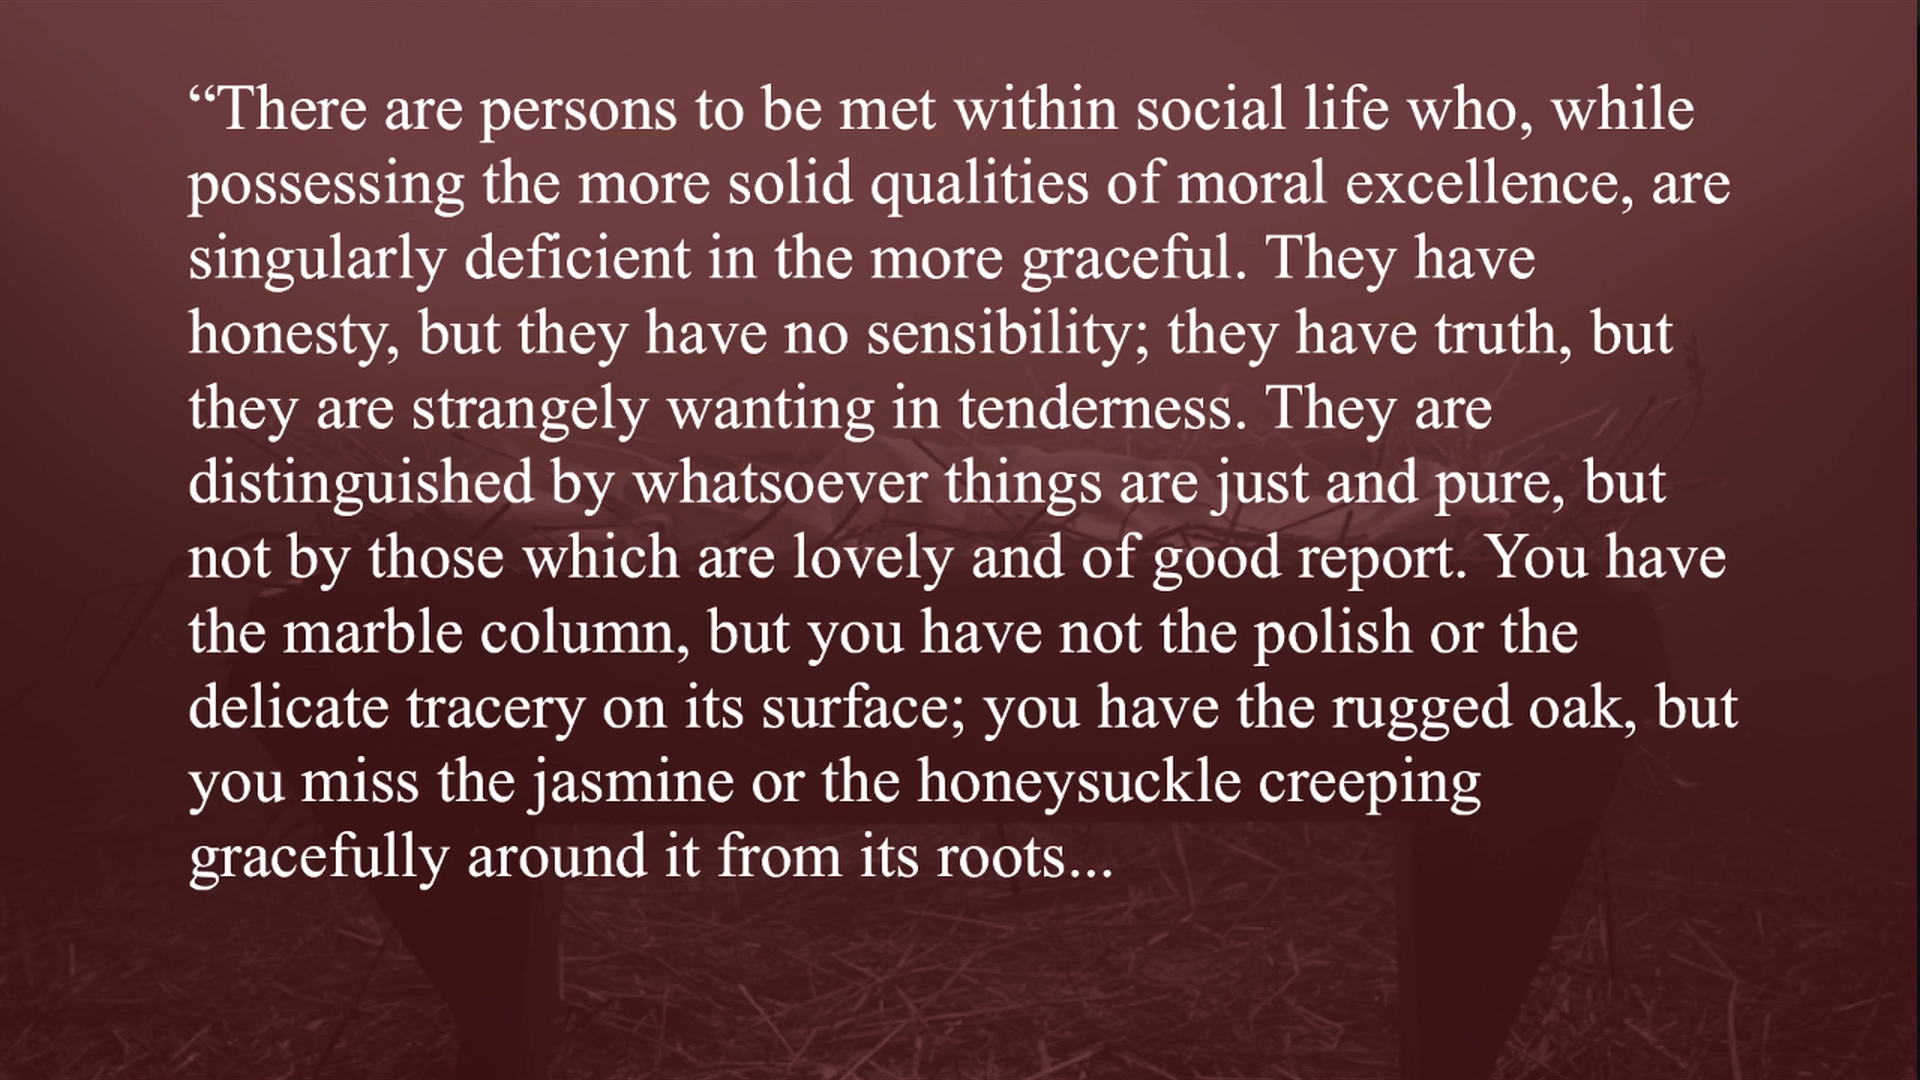 “There are persons to be met within social life who, while
possessing the more solid qualities of moral excellence, are
singularly deficient in the more graceful. They have
honesty, but they have no sensibility; they have truth, but
they are strangely wanting in tenderness. They are
distinguished by whatsoever things are just and pure, but
not by those which are lovely and of good report. You have
the marble column, but you have not the polish or the
delicate tracery on its surface; you have the rugged oak, but
you miss the jasmine or the honeysuckle creeping
gracefully around it from its roots...